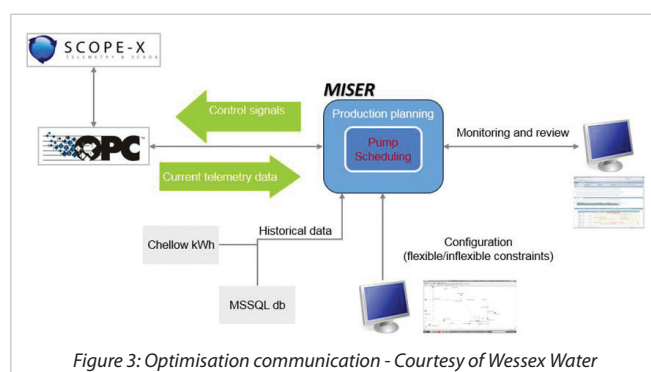 SCOPE-X
TELEMETRY & SCADA
MISER
Production planning
Control signals
Pump
Scheduling
Monitoring and review
OPC
Current telemetry data
Historical data
Chellow kWh
Configuration
(flexible/inflexible constraints)
MSSQL db
Figure 3: Optimisation communication - Courtesy of Wessex Water